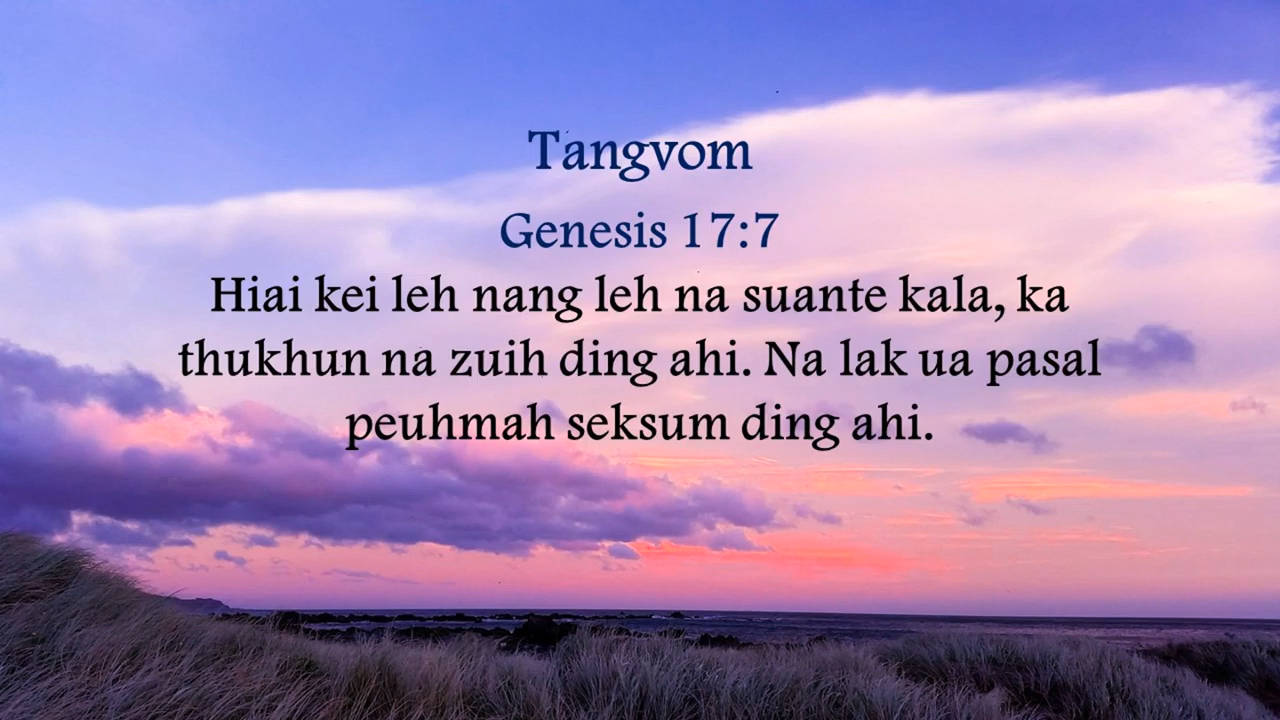 Tangvom
Genesis 17:7
Hiai kei leh nang leh na suante kala, ka
thukhun na zuih ding ahi. Na lak ua pasal
peuhmah seksum ding ahi.